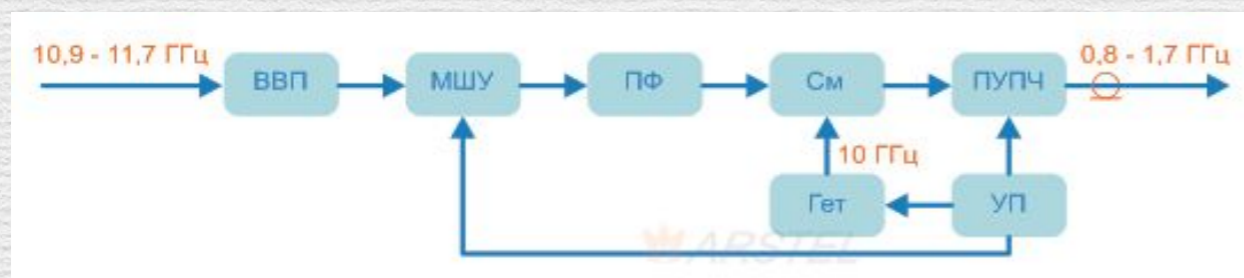 10,9 - 11,7 ГГц
0,8 - 1,7 ГГц
ВВП
МШУ
ПФ
См
ПУПЧ
10 ГГц
Гет
УП
ARSTEL